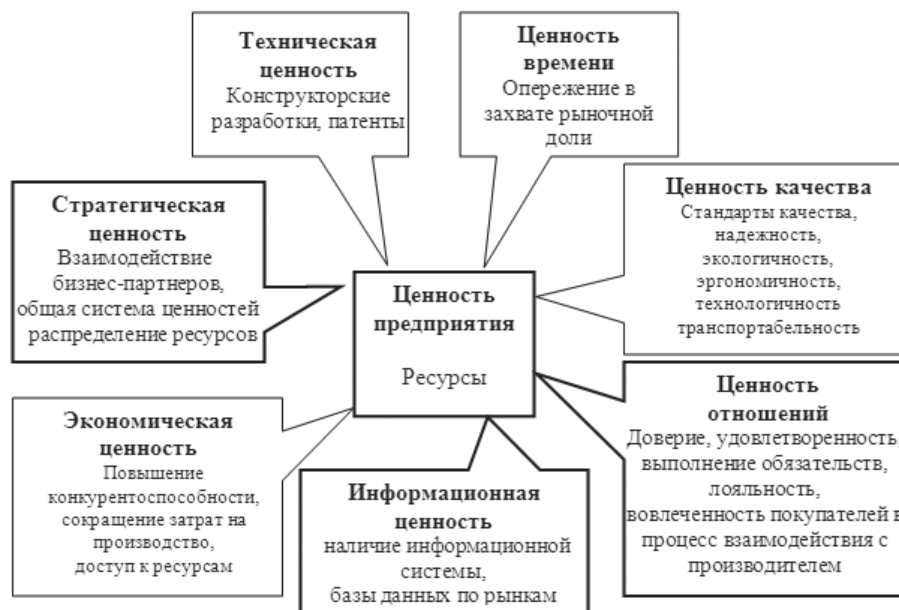 Техническая
ценность
Конструкторские
разработки, патенты
Ценность
времени
Опережение в
захвате рыночной
доли
Стратегическая
ценность
Взаимодействие
бизнес-партнеров,
общая система ценностей
распределение ресурсов
Ценность
предприятия
Ресурсы
Ценность качества
Стандарты качества,
надежность,
экологичность,
эргономичность,
технологичность
транспортабельность
Экономическая
ценность
Повышение
конкурентоспособности,
сокращение затрат на
производство,
доступ к ресурсам
Информационная
ценность
наличие информационной
системы,
базы данных по рынкам
Ценность
отношений
Доверие, удовлетворенность,
выполнение обязательств,
лояльность,
вовлеченность покупателей в
процесс взаимодействия с
производителем